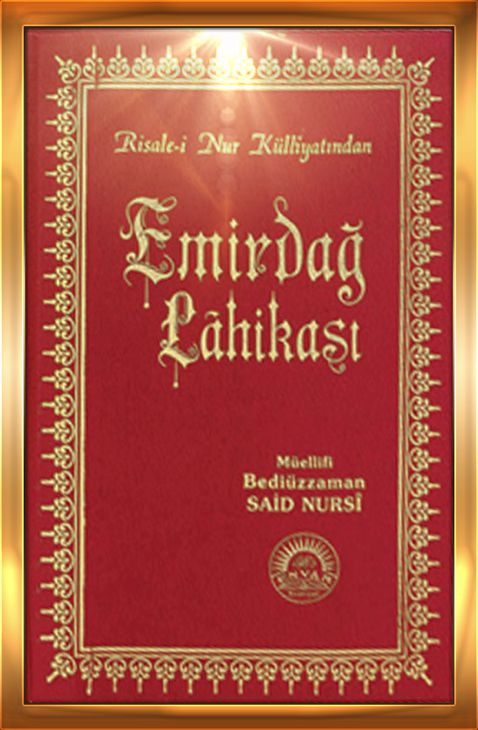 Risale-i Nur Külliyatından
Emirdağ
Lâhikası
Müellifi
Bediüzzaman
SAİD NURSÎ